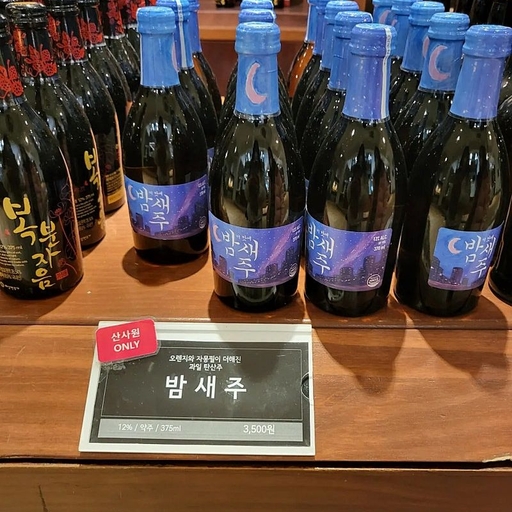 복분자음
복
밤새주
밤새주
밤새주
밤새주
산사원
ONLY
오렌지와 자몽필이 더해진
과일 탄산주
밤 새 주
12% / 약주 / 375ml
3,500원